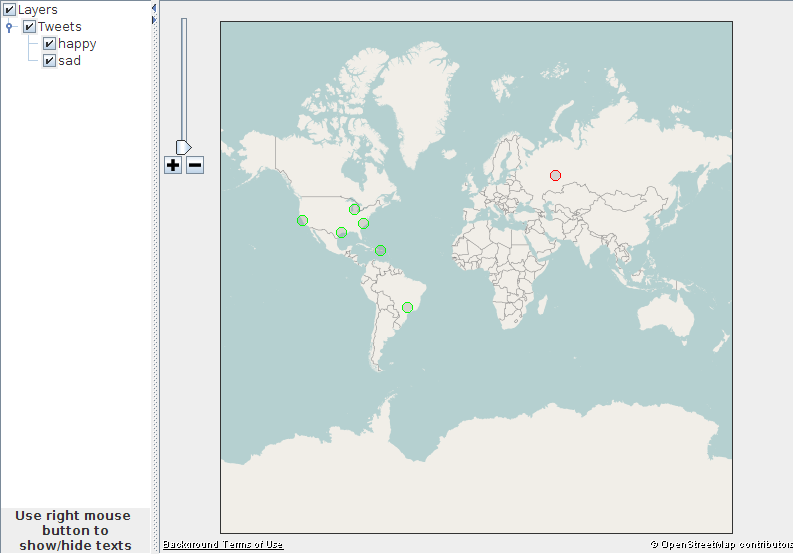 Layers
Tweets
happy
sad
Use right mouse
button to
show/hide texts
Background Terms of Use
© OpenStreetMap contributors